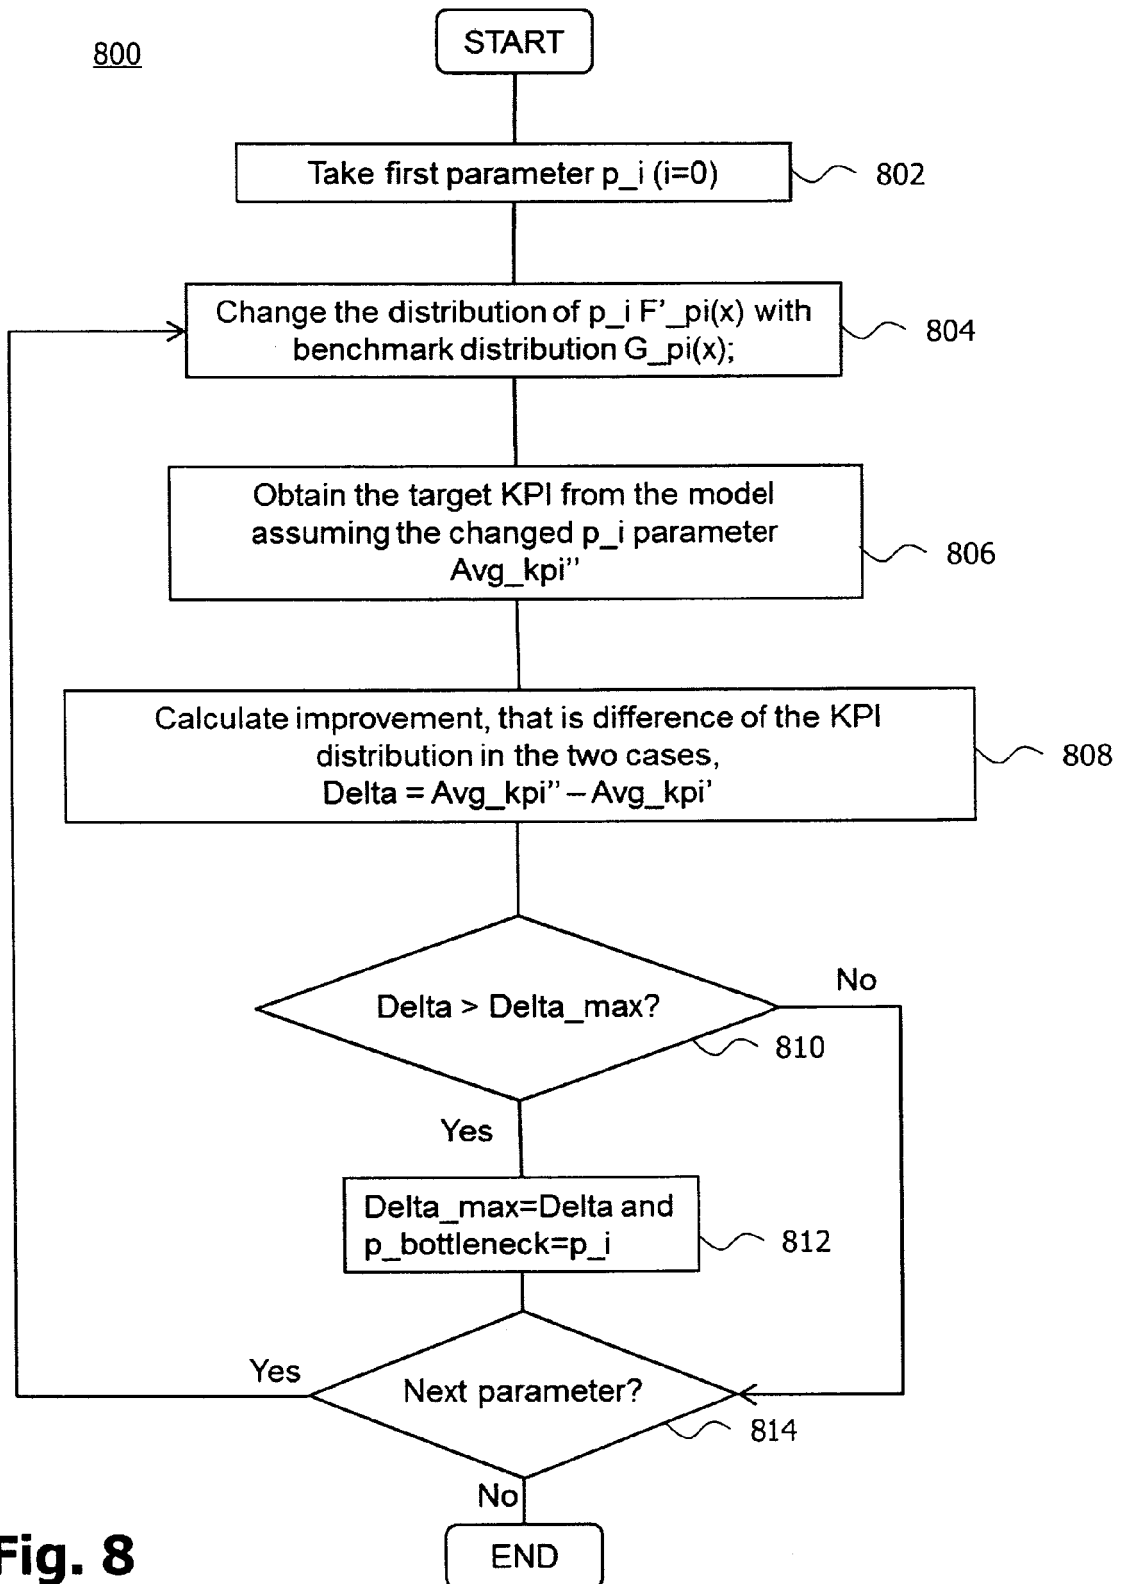 800
START
Take first parameter p_i (i=0)
802
Change the distribution of p_i F'_pi(x) with
benchmark distribution G_pi(x);
804
Obtain the target KPI from the model
assuming the changed p_i parameter
Avg_kpi''
806
Calculate improvement, that is difference of the KPI
distribution in the two cases,
Delta = Avg_kpi'' – Avg_kpi'
808
Delta > Delta_max?
No
810
Yes
Delta_max=Delta and
p_bottleneck=p_i
812
Yes
Next parameter?
814
No
END
Fig. 8